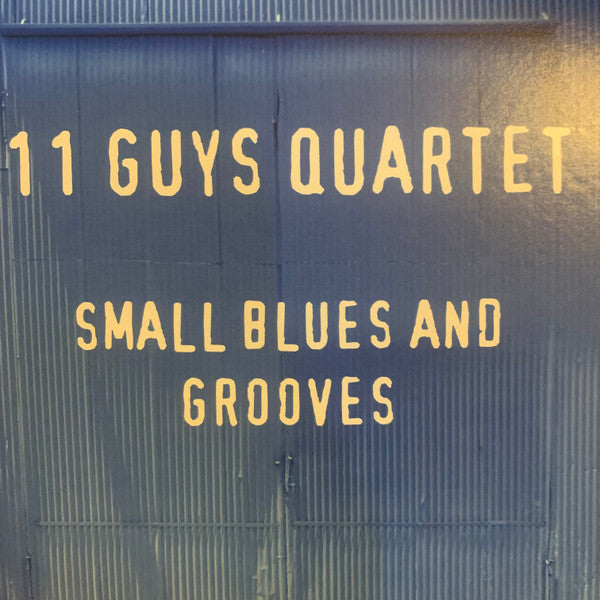 11 GUYS QUARTET
SMALL BLUES AND
GROOVES